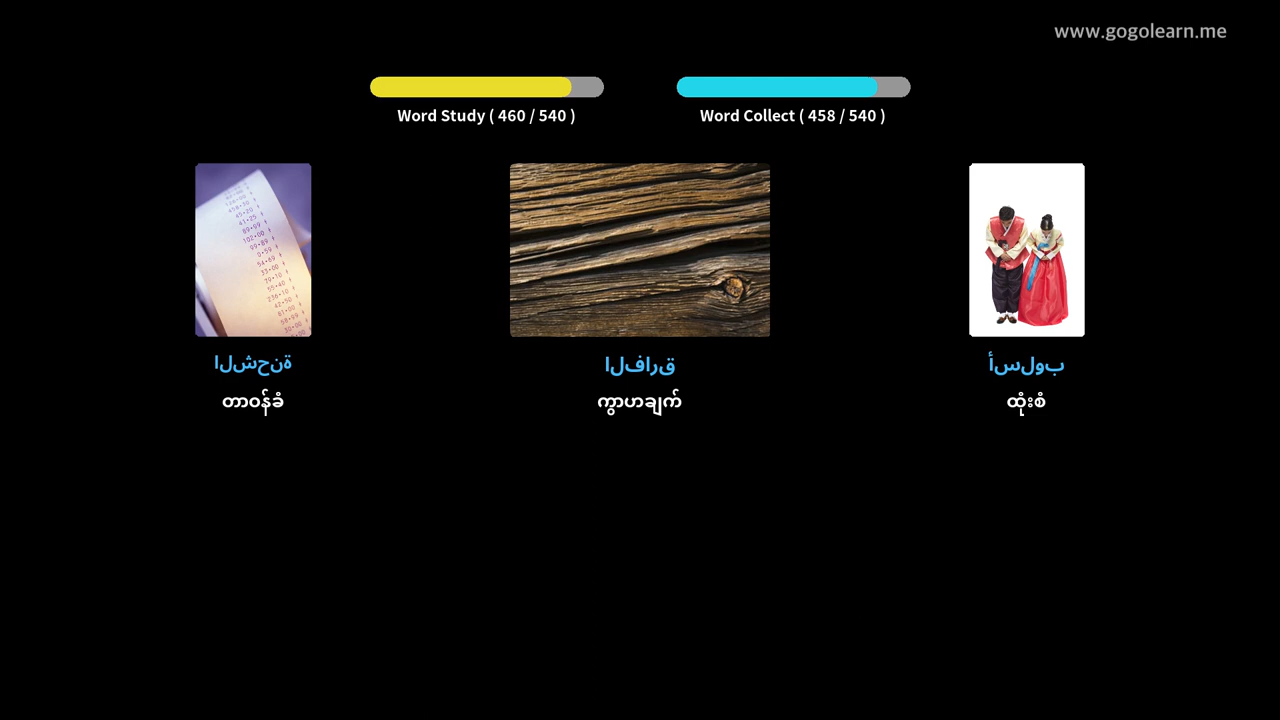 www.gogolearn.me
Word Study ( 460 / 540 )
Word Collect ( 458 / 540 )
الشحنة
الفارق
أسلوب
တာဝန်ခံ
ကွာဟချက်
ထုံးစံ